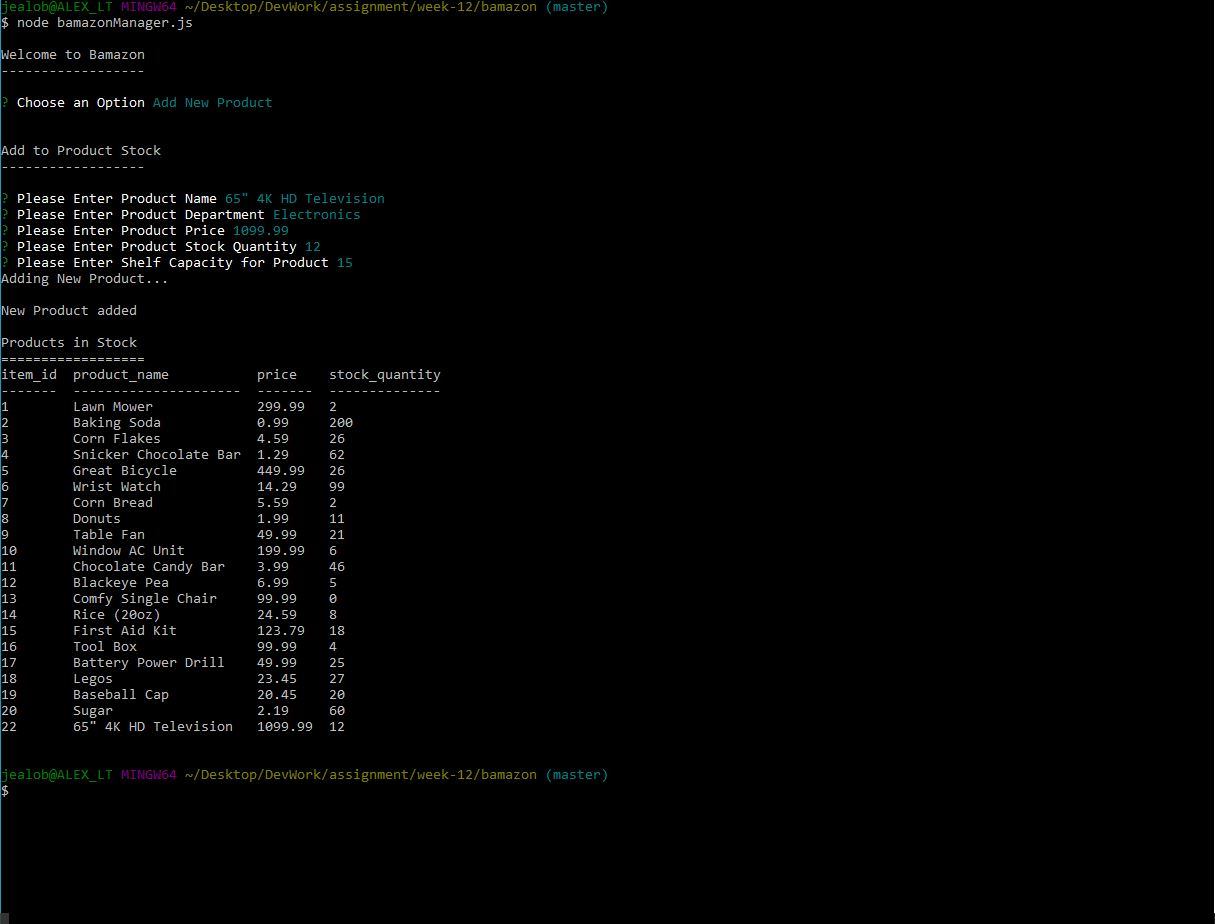 jealob@ALEX_LT MINGW64 ~/Desktop/DevWork/assignment/week-12/bamazon (master)
$ node bamazonManager.js
Welcome to Bamazon
------------------
? Choose an Option Add New Product
Add to Product Stock
------------------
? Please Enter Product Name 65" 4K HD Television
? Please Enter Product Department Electronics
? Please Enter Product Price 1099.99
? Please Enter Product Stock Quantity 12
? Please Enter Shelf Capacity for Product 15
Adding New Product...
New Product added
Products in Stock
==================
item_id  product_name           price    stock_quantity
-------  ---------------------  -------  --------------
1        Lawn Mower             299.99   2
2        Baking Soda            0.99     200
3        Corn Flakes            4.59     26
4        Snicker Chocolate Bar  1.29     62
5        Great Bicycle          449.99   26
6        Wrist Watch            14.29    99
7        Corn Bread             5.59     2
8        Donuts                 1.99     11
9        Table Fan              49.99    21
10       Window AC Unit         199.99   6
11       Chocolate Candy Bar    3.99     46
12       Blackeye Pea           6.99     5
13       Comfy Single Chair     99.99    0
14       Rice (20oz)            24.59    8
15       First Aid Kit          123.79   18
16       Tool Box               99.99    4
17       Battery Power Drill    49.99    25
18       Legos                  23.45    27
19       Baseball Cap           20.45    20
20       Sugar                  2.19     60
22       65" 4K HD Television   1099.99  12
jealob@ALEX_LT MINGW64 ~/Desktop/DevWork/assignment/week-12/bamazon (master)
$